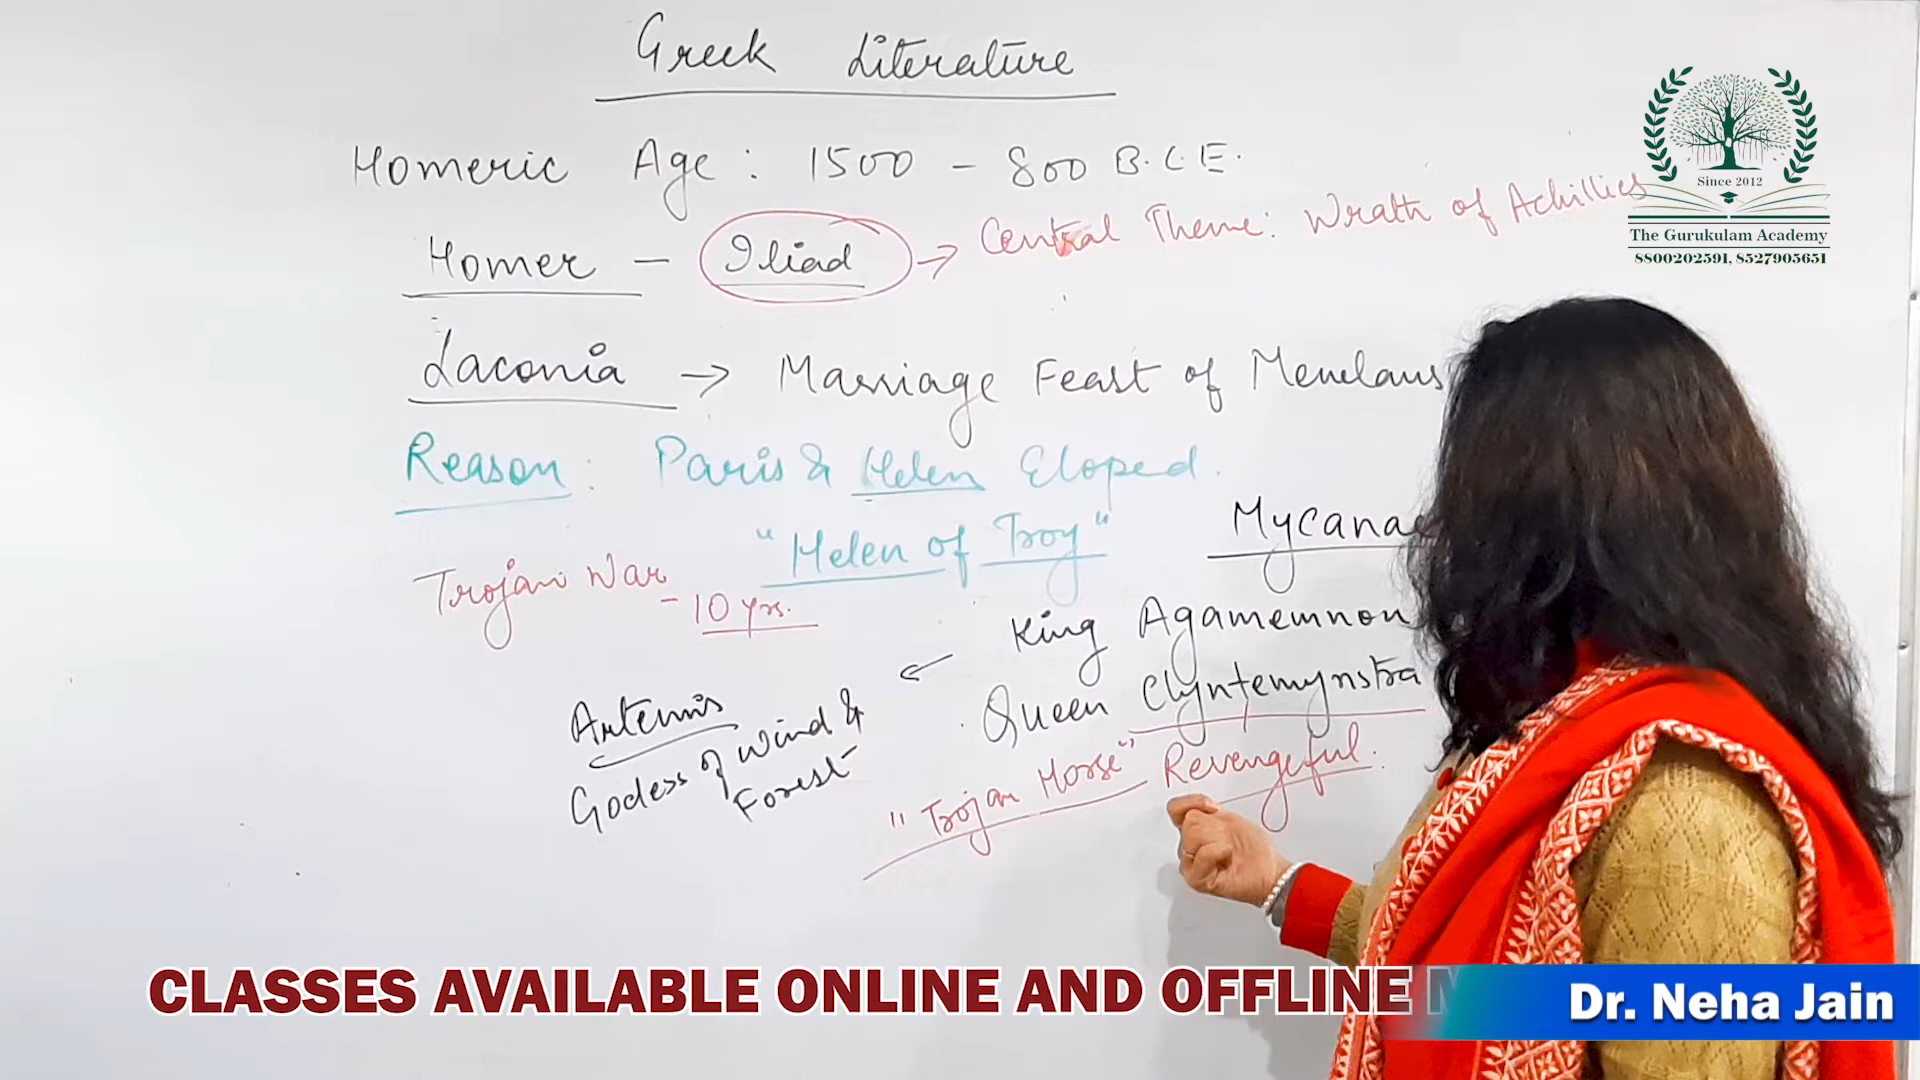 Greek Literature
Homeric Age : 1500 - 800 B.C.E.
Homer - Iliad → Central Theme : Wrath of Achillies
Laconia → Marriage Feast of Menelaus
Reason : Paris & Helen Eloped.
"Helen of Troy"
Mycanae
Trojan War - 10 yrs.
King Agamemnon
Queen Clyntemynstra
←
Artemis
Godess of Wind &
Forest
"Trojan Horse" Revengeful.
Since 2012
The Gurukulam Academy
8800202591, 8527905651
CLASSES AVAILABLE ONLINE AND OFFLINE
Dr. Neha Jain